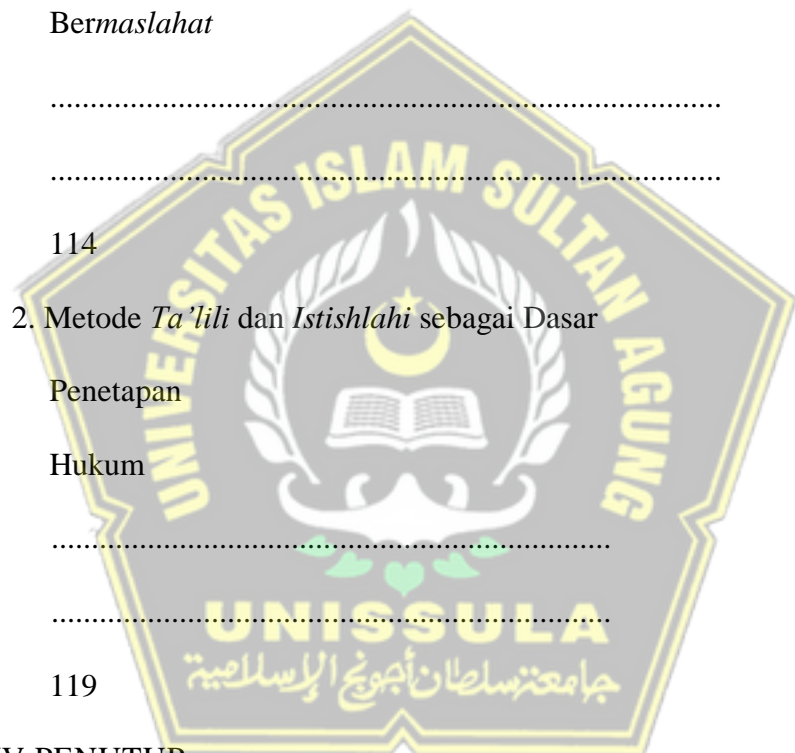 Bermaslahat
....................................................................................
....................................................................................
114
2. Metode Ta’lili dan Istishlahi sebagai Dasar
Penetapan
Hukum
......................................................................
......................................................................
119
UNIVERSITAS ISLAM SULTAN AGUNG
UNISSULA
جامعة سلطان أجونج الإسلامية
PENUTUP